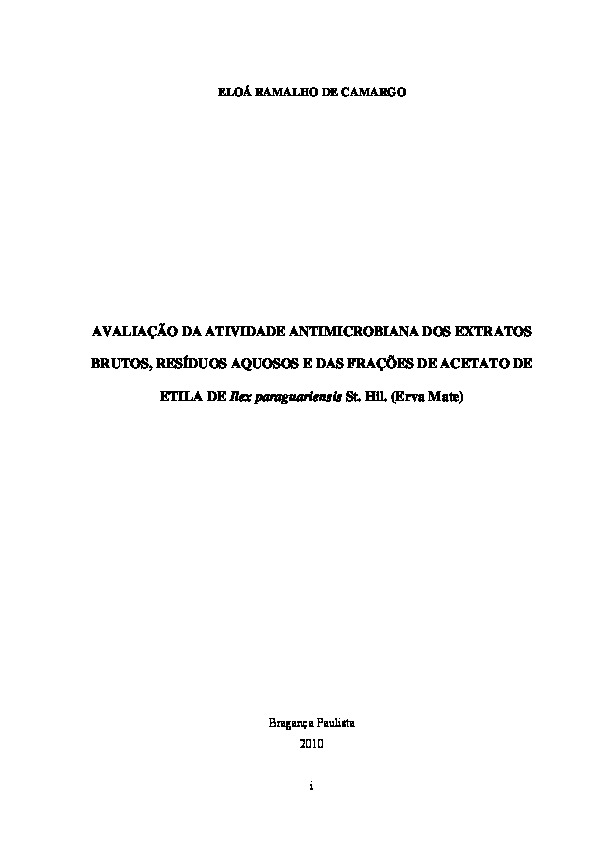 ELOÁ RAMALHO DE CAMARGO
AVALIAÇÃO DA ATIVIDADE ANTIMICROBIANA DOS EXTRATOS
BRUTOS, RESÍDUOS AQUOSOS E DAS FRAÇÕES DE ACETATO DE
ETILA DE Ilex paraguariensis St. Hil. (Erva Mate)
Bragança Paulista
2010
i